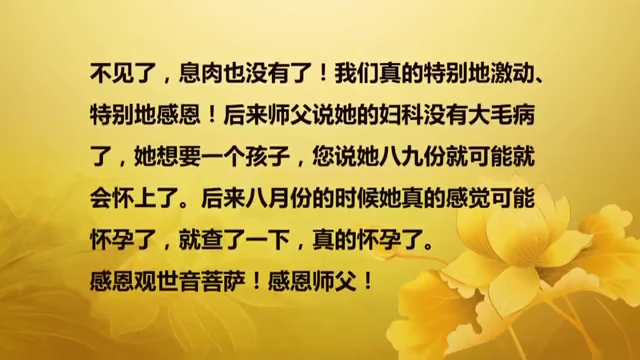 不见了，息肉也没有了！我们真的特别地激动、
特别地感恩！后来师父说她的妇科没有大毛病
了，她想要一个孩子，您说她八九份就可能就
会怀上了。后来八月份的时候她真的感觉可能
怀孕了，就查了一下，真的怀孕了。
感恩观世音菩萨！感恩师父！